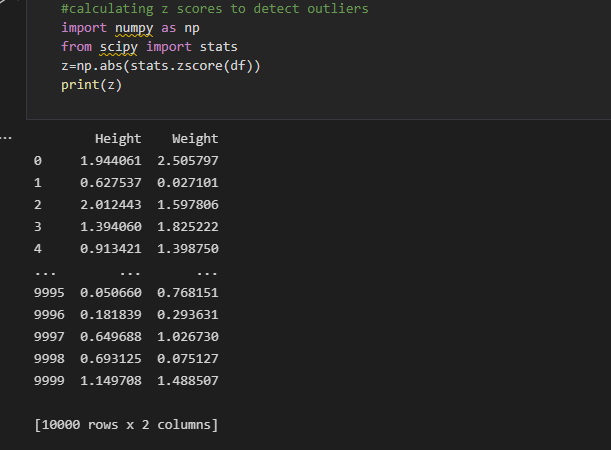 #calculating z scores to detect outliers
import numpy as np
from scipy import stats
z=np.abs(stats.zscore(df))
print(z)
...
Height Weight
0 1.944061 2.505797
1 0.627537 0.027101
2 2.012443 1.597806
3 1.394060 1.825222
4 0.913421 1.398750
... ... ...
9995 0.050660 0.768151
9996 0.181839 0.293631
9997 0.649688 1.026730
9998 0.693125 0.075127
9999 1.149708 1.488507
[10000 rows x 2 columns]